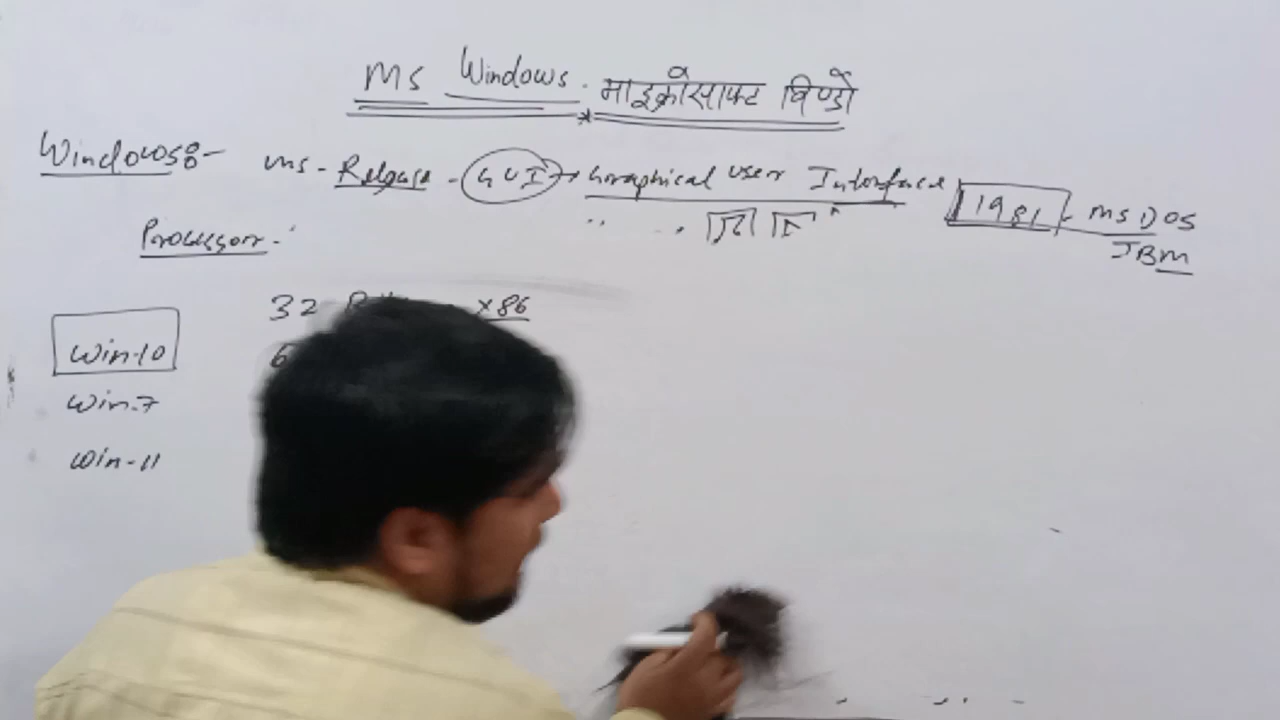 MS Windows. माइक्रोसाफ्ट विण्डो
Windows:- ms - Release - GUI → Graphical user Interface 1981 - MS DOS
IBM
Processor -
32 x86
Win-10 6
Win-7
Win-11